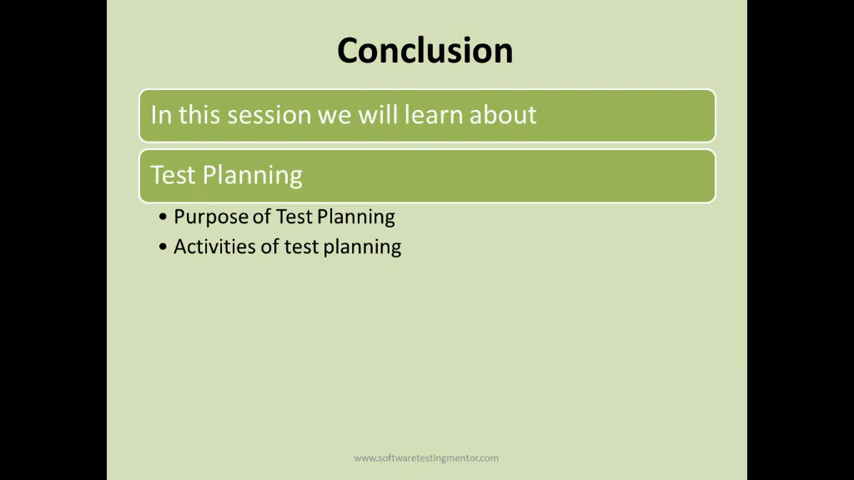 Conclusion
In this session we will learn about
Test Planning
• Purpose of Test Planning
• Activities of test planning
www.softwaretestingmentor.com